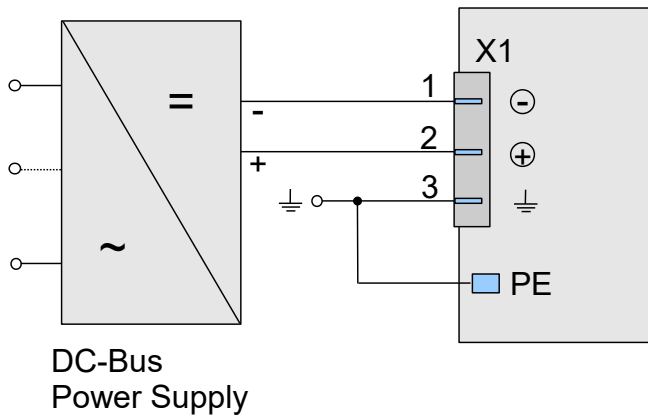 X1
=
1
-
-
2
+
+
3
~
PE
DC-Bus
Power Supply